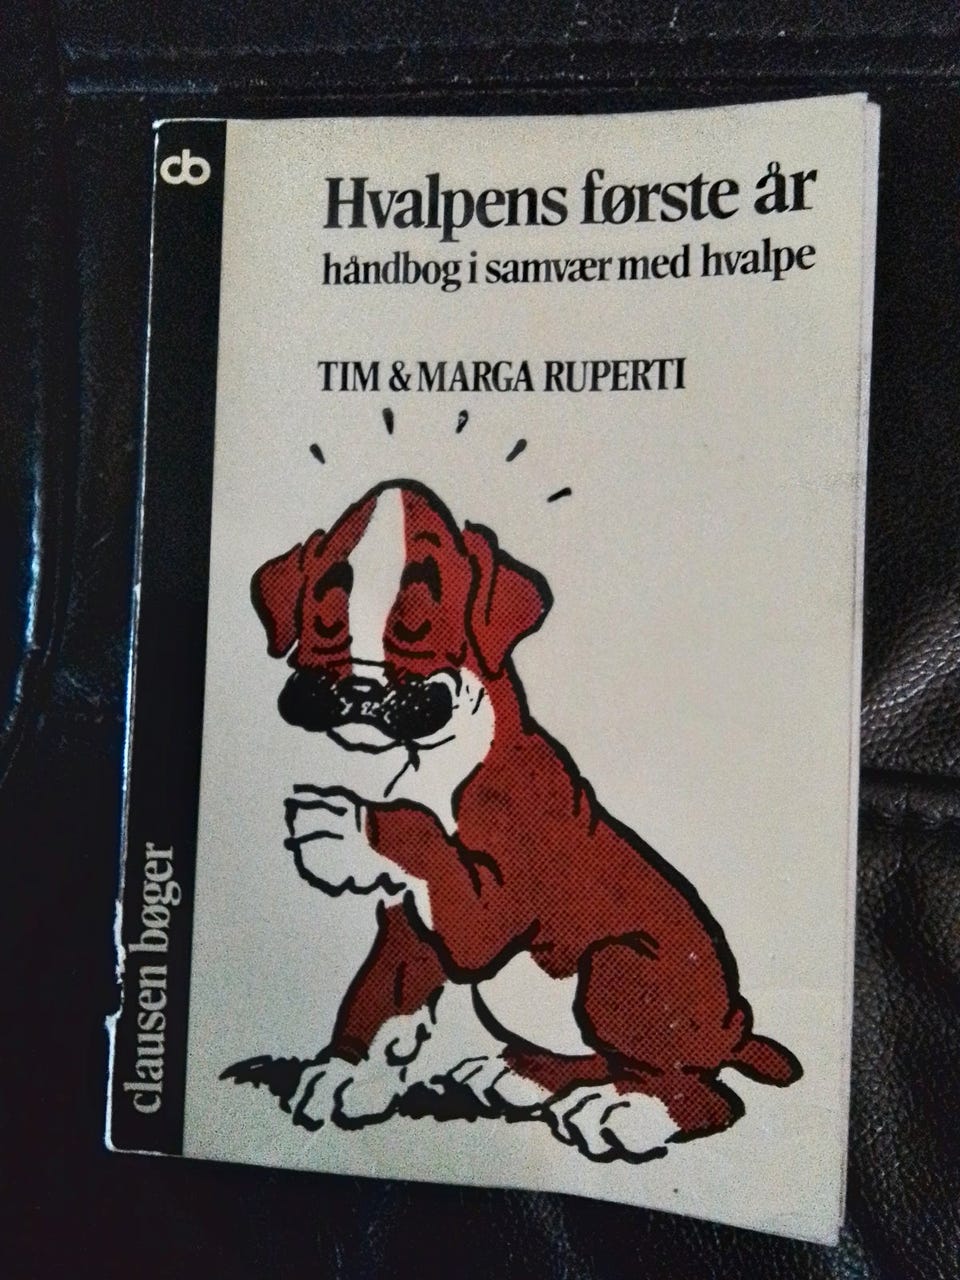 cb
Hvalpens første år
håndbog i samvær med hvalpe
TIM & MARGA RUPERTI
clausen bøger